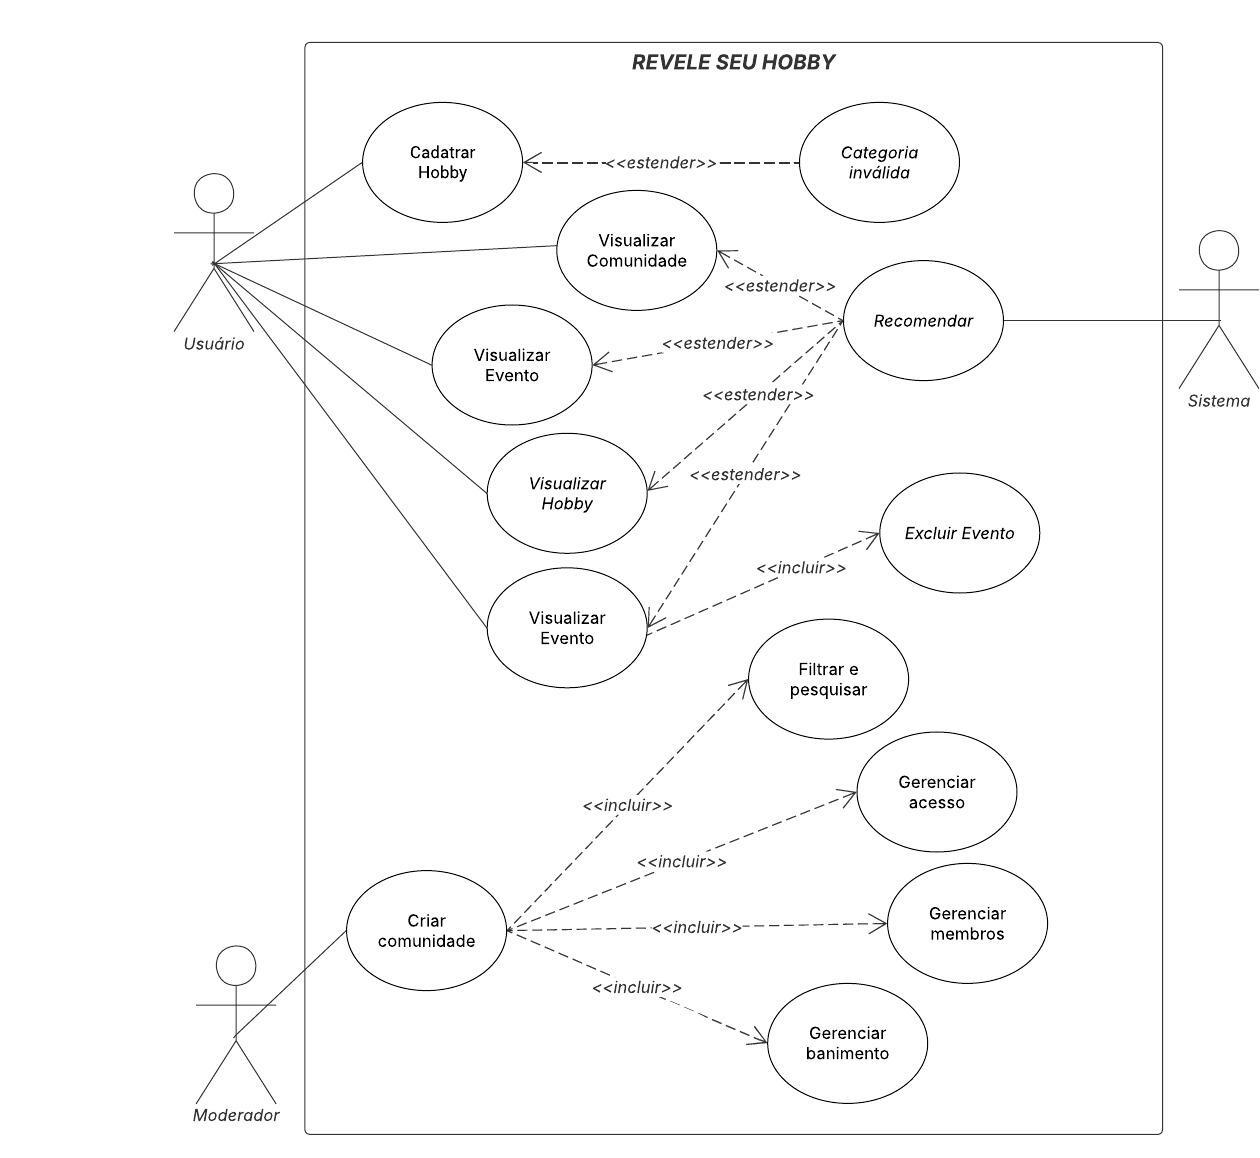 REVELE SEU HOBBY
Cadatrar
Hobby
<<estender>>
Categoria
inválida
Visualizar
Comunidade
<<estender>>
Recomendar
Usuário
Visualizar
Evento
<<estender>>
Sistema
<<estender>>
Visualizar
Hobby
<<estender>>
Excluir Evento
<<incluir>>
Visualizar
Evento
Filtrar e
pesquisar
Gerenciar
acesso
<<incluir>>
<<incluir>>
Criar
comunidade
<<incluir>>
Gerenciar
membros
<<incluir>>
Gerenciar
banimento
Moderador